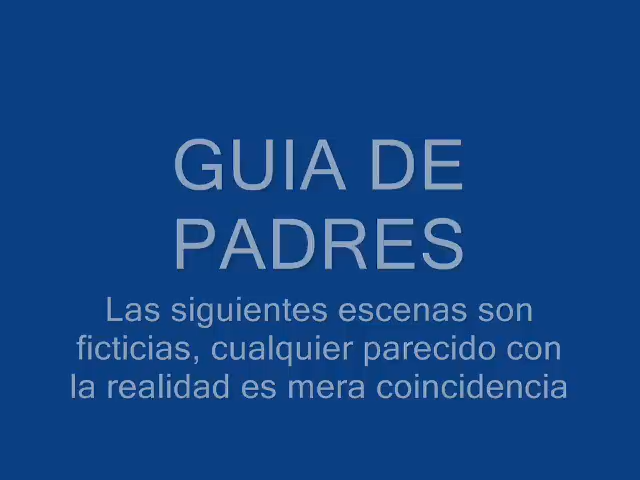 GUIA DE
PADRES
Las siguientes escenas son
ficticias, cualquier parecido con
la realidad es mera coincidencia